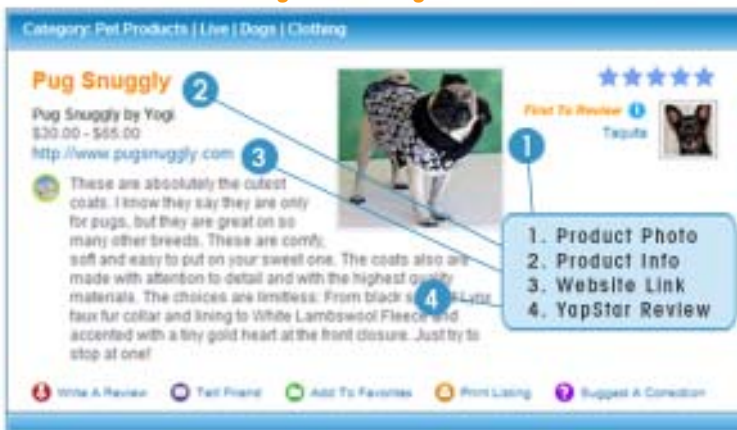 Category: Pet Products | Live | Dogs | Clothing
Pug Snuggly
2
Pug Snuggly by Yogi
$30.00 - $65.00
http://www.pugsnuggly.com
3
First To Review
1
Taquita
These are absolutely the cutest
coats. I know they say they are only
for pugs, but they are great on so
many other breeds. These are comfy,
soft and easy to put on your sweet one. The coats also are
made with attention to detail and with the highest quality
materials. The choices are limitless: From black
4
Lynx
faux fur collar and lining to White Lambswool Fleece and
accented with a tiny gold heart at the front closure. Just try to
stop at one!
1. Product Photo
2. Product Info
3. Website Link
4. YapStar Review
Write A Review
Tell Friend
Add To Favorites
Print Listing
? Suggest A Correction